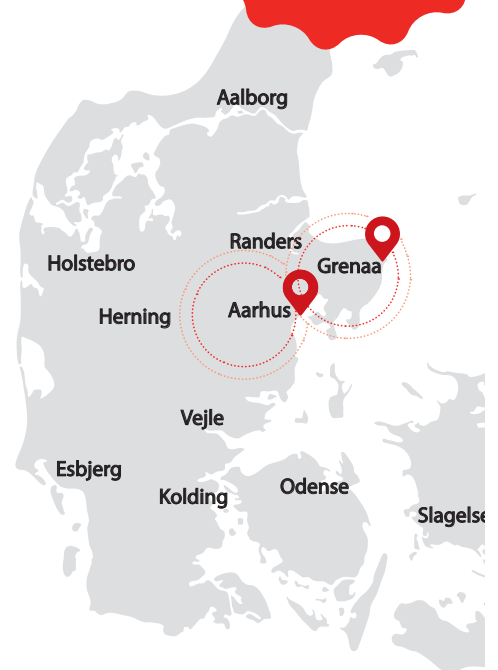 Aalborg
Randers
Holstebro
Grenaa
Aarhus
Herning
Vejle
Esbjerg
Odense
Kolding
Slagelse